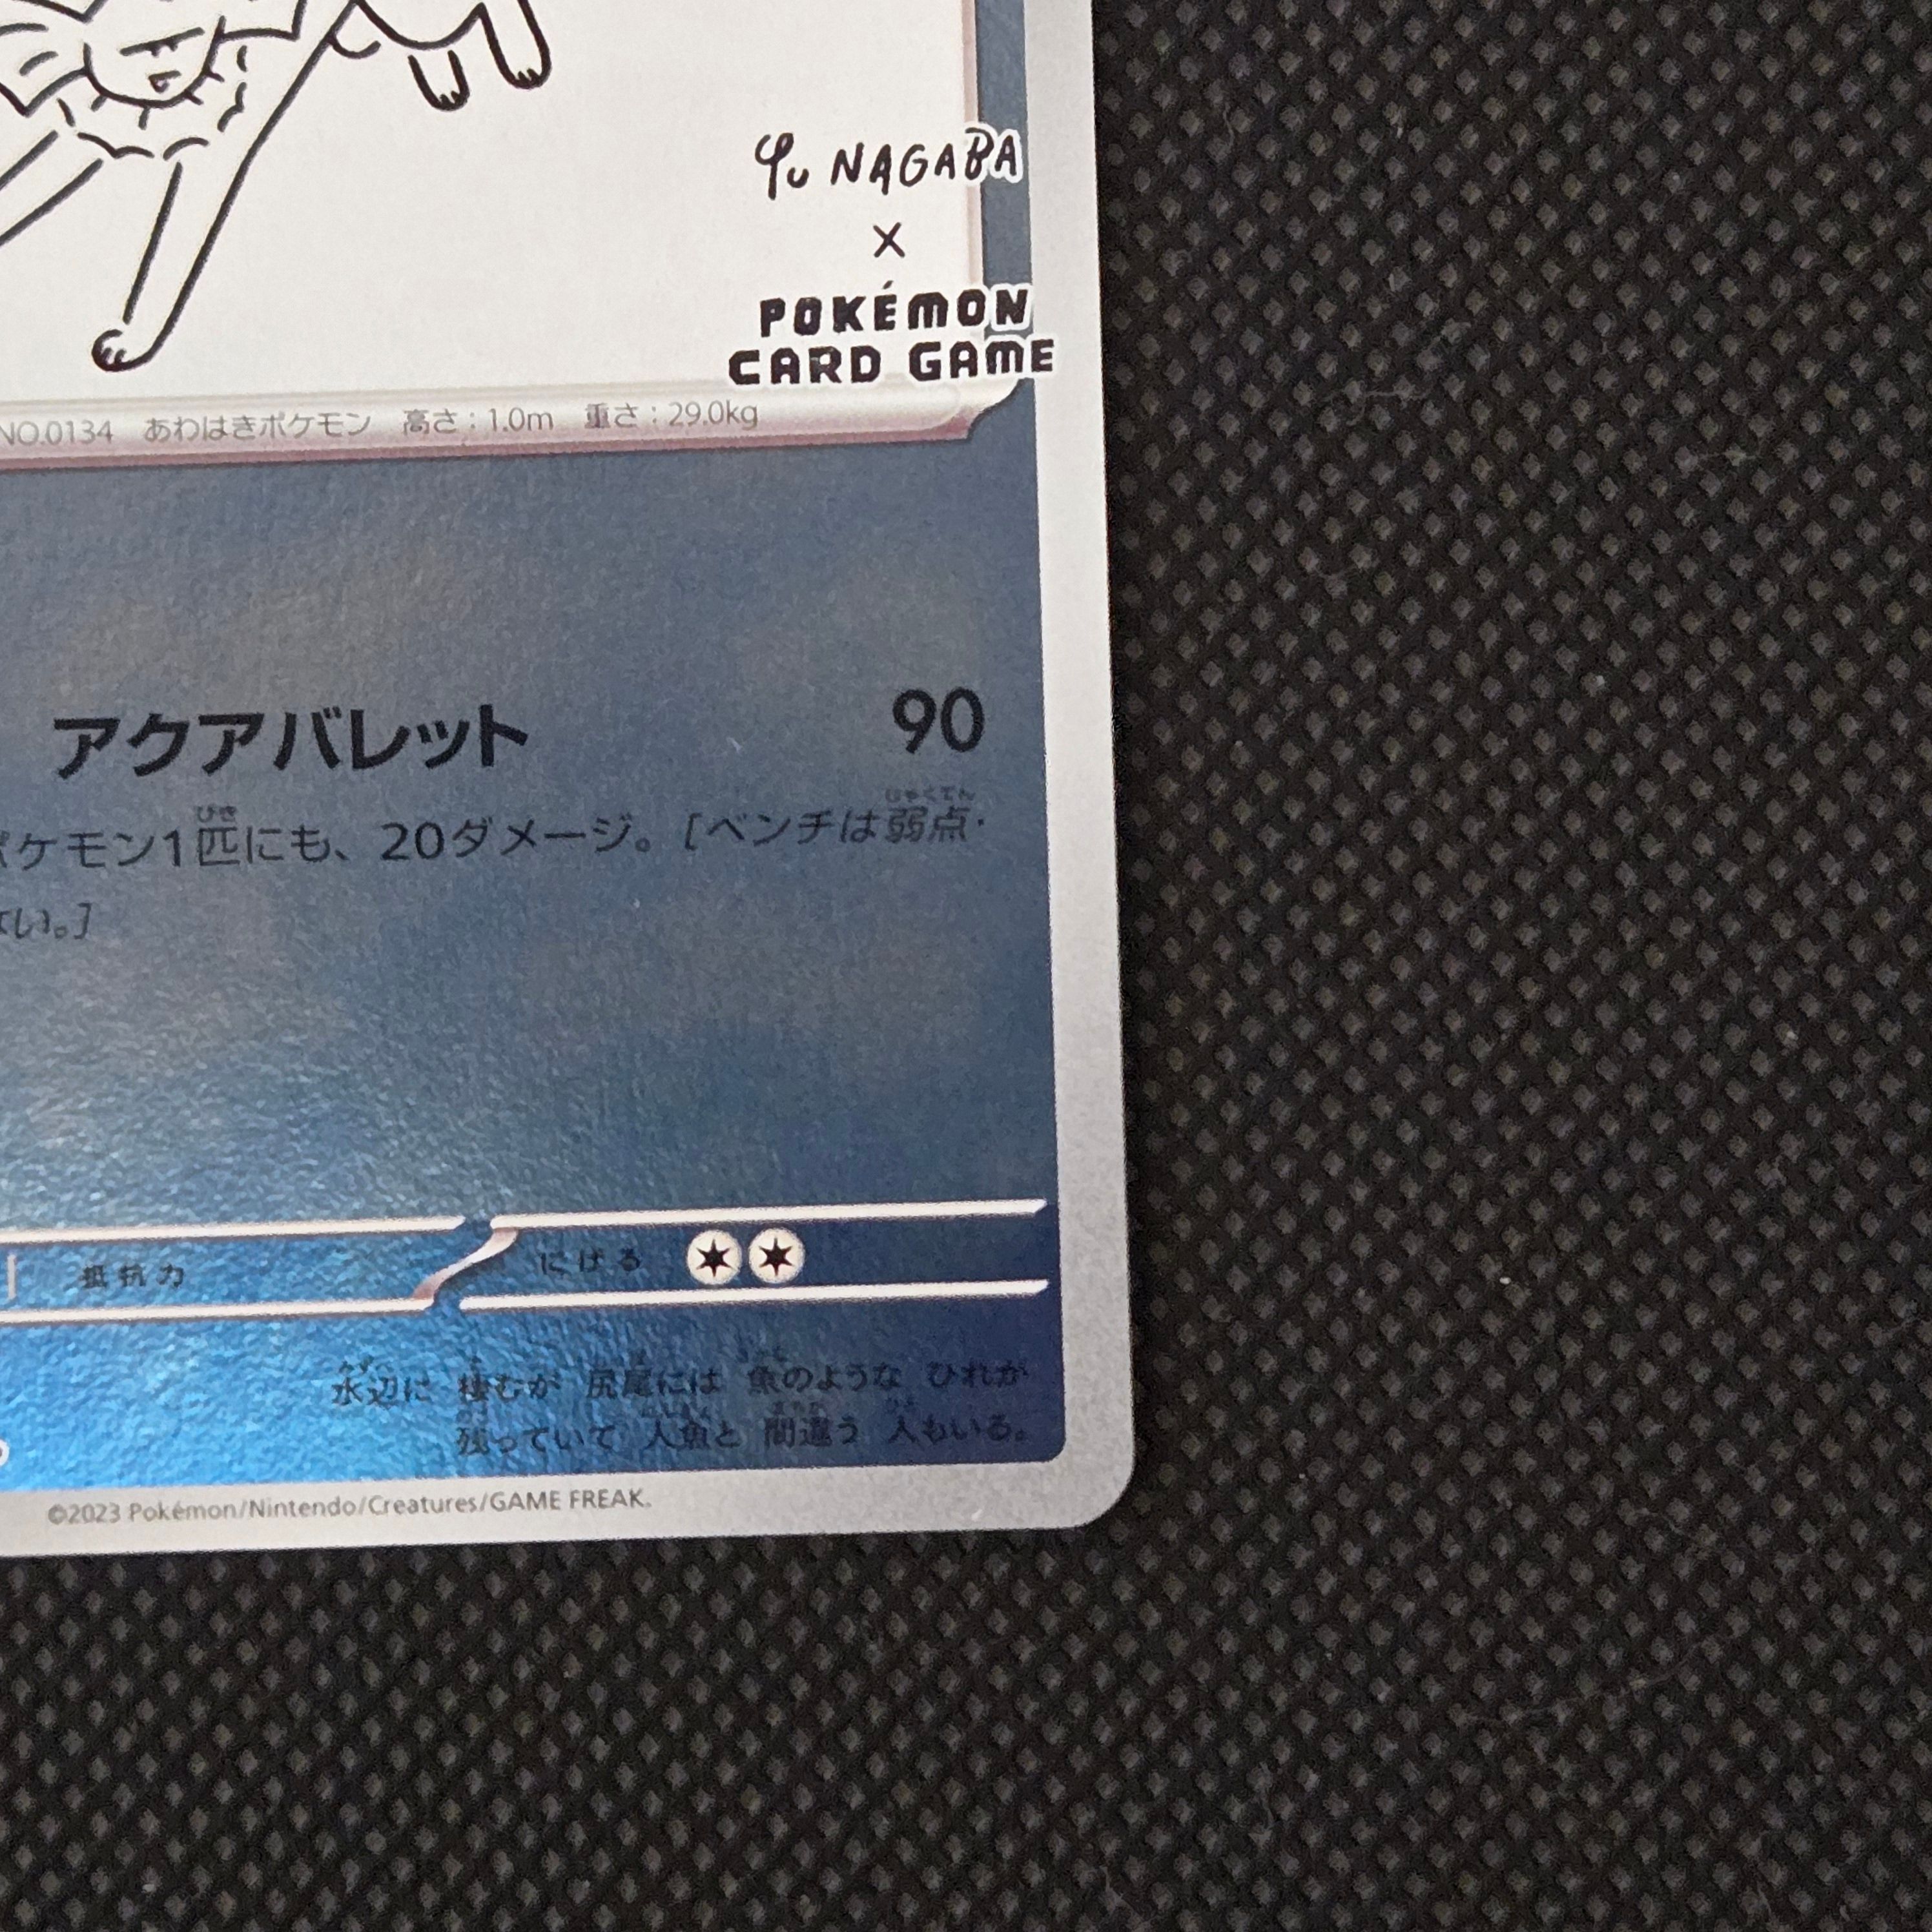 Yu NAGABA
×
POKÉMON
CARD GAME
NO.0134 あわはきポケモン 高さ：1.0m 重さ：29.0kg
アクアバレット 90
ポケモン1匹にも、20ダメージ。[ベンチは弱点・
ない。]
抵抗力 にげる
水辺に 棲むが 尻尾には 魚のような ひれが
残っていて 人魚と 間違う 人もいる。
©2023 Pokémon/Nintendo/Creatures/GAME FREAK.